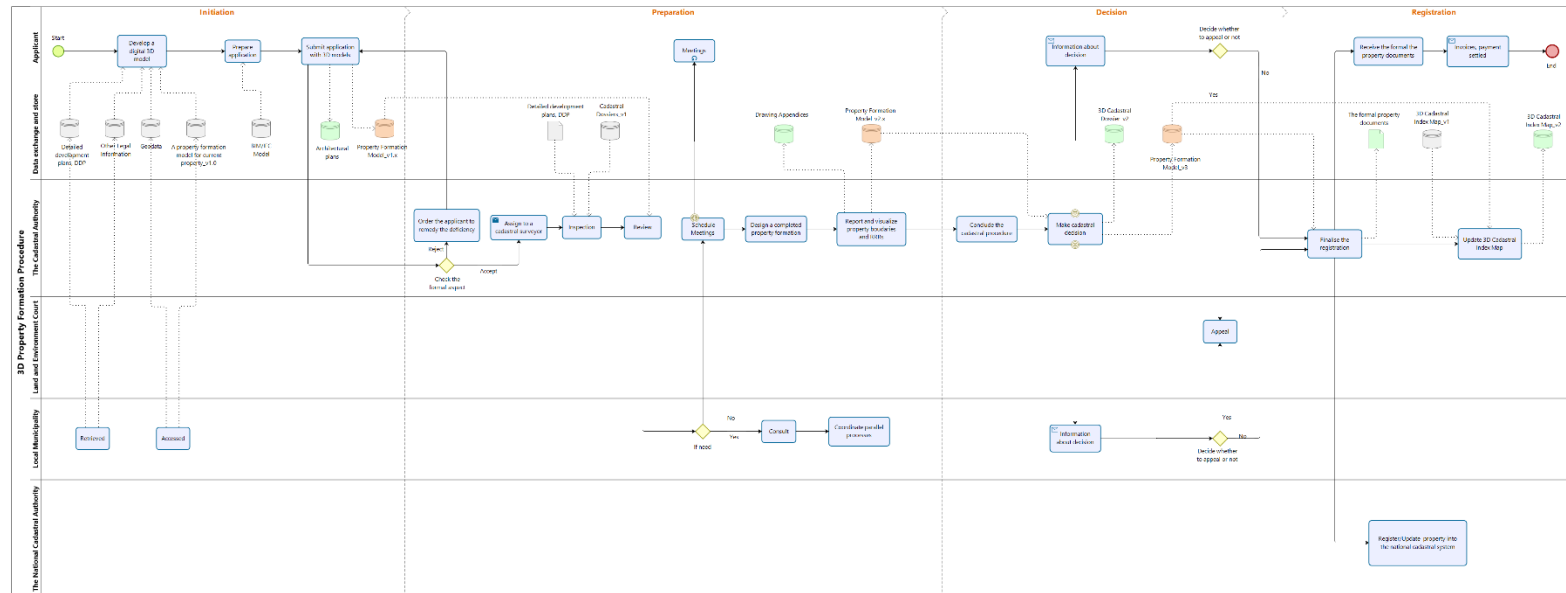 3D Property Formation Procedure
Initiation
Preparation
Decision
Registration
Applicant
Start
Develop a
digital 3D
model
Prepare
application
Submit application
with 3D models
Meetings
Information about
decision
Decide whether
to appeal or not
No
Yes
Receive the formal the
property documents
Invoices, payment
settled
End
Data exchange and store
Detailed
development
plans, DDP
Other Legal
Information
Geodata
A property formation
model for current
property_v1.0
BIM/IFC
Model
Architectural
plans
Property Formation
Model_v1.x
Detailed development
plans, DDP
Cadastral
Dossiers_v1
Drawing Appendices
Property Formation
Model v2.x
3D Cadastral
Dossier_v2
Property Formation
Model_v3
The formal property
documents
3D Cadastral
Index Map_v1
3D Cadastral
Index Map_v2
The Cadastral Authority
Order the applicant to
remedy the deficiency
Reject
Accept
Check the
formal aspect
Assign to a
cadastral surveyor
Inspection
Review
Schedule
Meetings
Design a completed
property formation
Report and visualize
property boudaries
and
Conclude the
cadastral procedure
Make cadastral
decision
Finalise the
registration
Update 3D Cadastral
Index Map
Land and Environment Court
Appeal
Local Municipality
Retrieved
Accessed
No
Yes
If need
Consult
Coordinate parallel
processes
Information
about decision
Yes
No
Decide whether
to appeal or not
The National Cadastral Authority
Register/Update property into
the national cadastral system